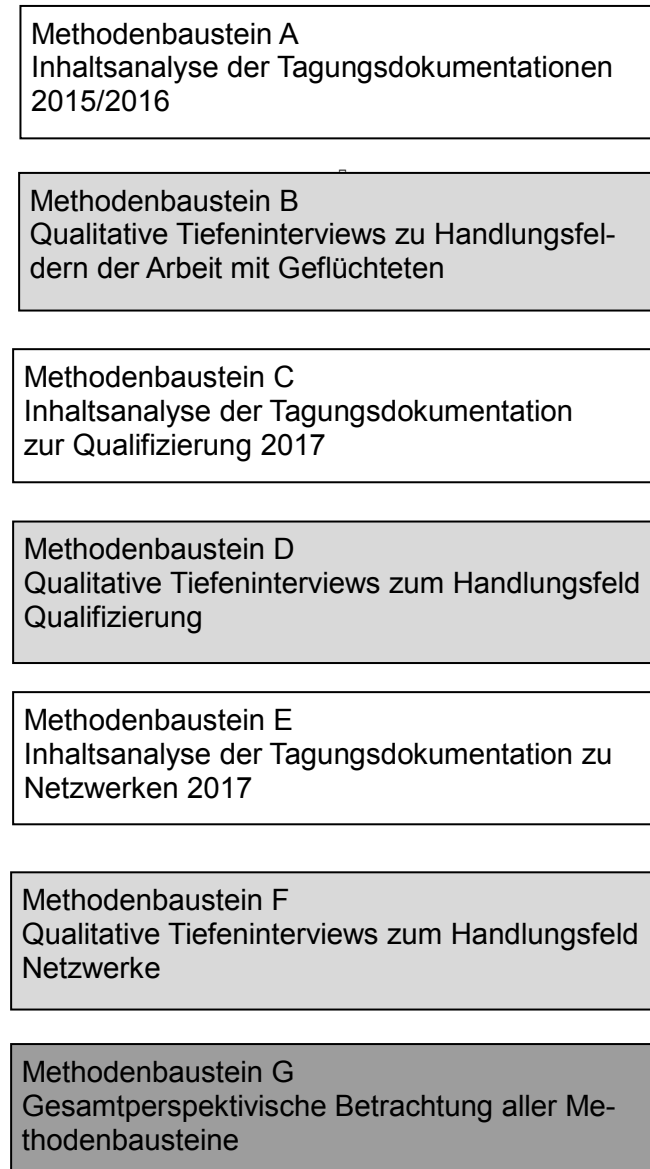 Methodenbaustein A
Inhaltsanalyse der Tagungsdokumentationen
2015/2016
Methodenbaustein B
Qualitative Tiefeninterviews zu Handlungsfel-
dern der Arbeit mit Geflüchteten
Methodenbaustein C
Inhaltsanalyse der Tagungsdokumentation
zur Qualifizierung 2017
Methodenbaustein D
Qualitative Tiefeninterviews zum Handlungsfeld
Qualifizierung
Methodenbaustein E
Inhaltsanalyse der Tagungsdokumentation zu
Netzwerken 2017
Methodenbaustein F
Qualitative Tiefeninterviews zum Handlungsfeld
Netzwerke
Methodenbaustein G
Gesamtperspektivische Betrachtung aller Me-
thodenbausteine